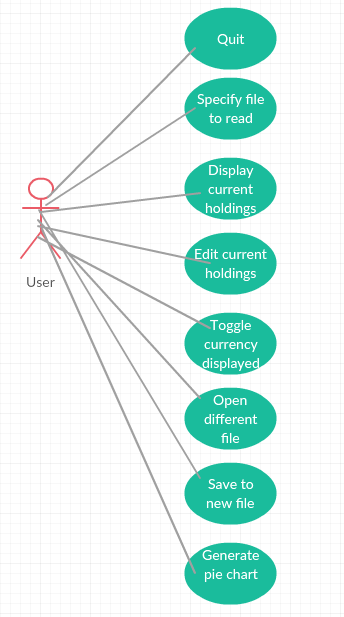 Quit
Specify file
to read
Display
current
holdings
Edit current
holdings
User
Toggle
currency
displayed
Open
different
file
Save to
new file
Generate
pie chart